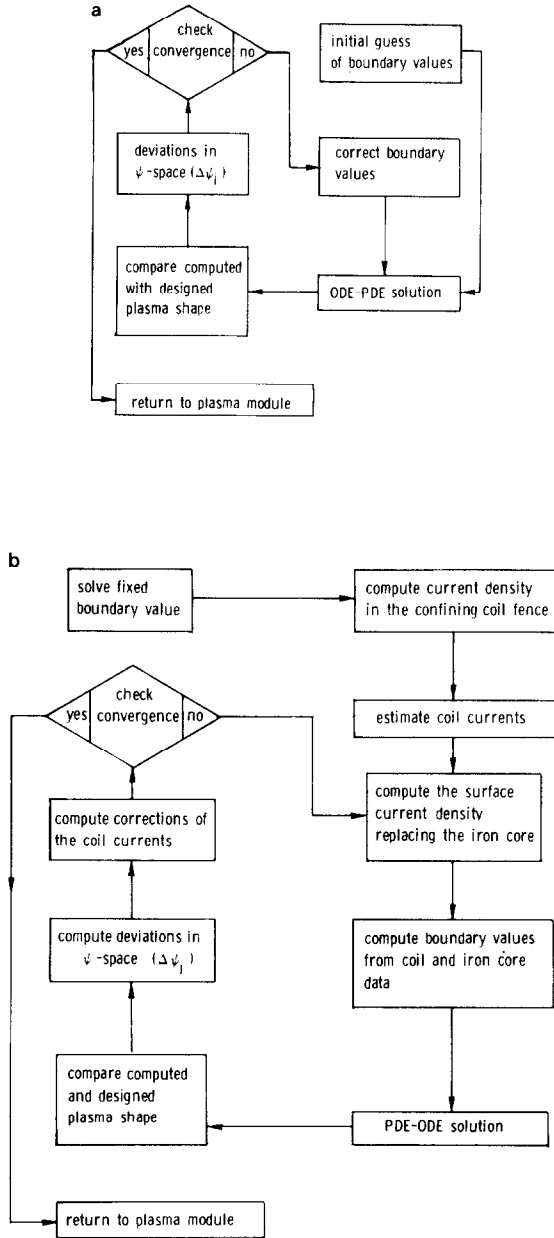 a
check
yes convergence no
initial guess
of boundary values
deviations in
ψ-space (Δψj)
correct boundary
values
compare computed
with designed
plasma shape
ODE-PDE solution
return to plasma module
b
solve fixed
boundary value
compute current density
in the confining coil fence
check
yes convergence no
estimate coil currents
compute corrections of
the coil currents
compute the surface
current density
replacing the iron core
compute deviations in
ψ-space (Δψj)
compute boundary values
from coil and iron core
data
compare computed
and designed
plasma shape
PDE-ODE solution
return to plasma module